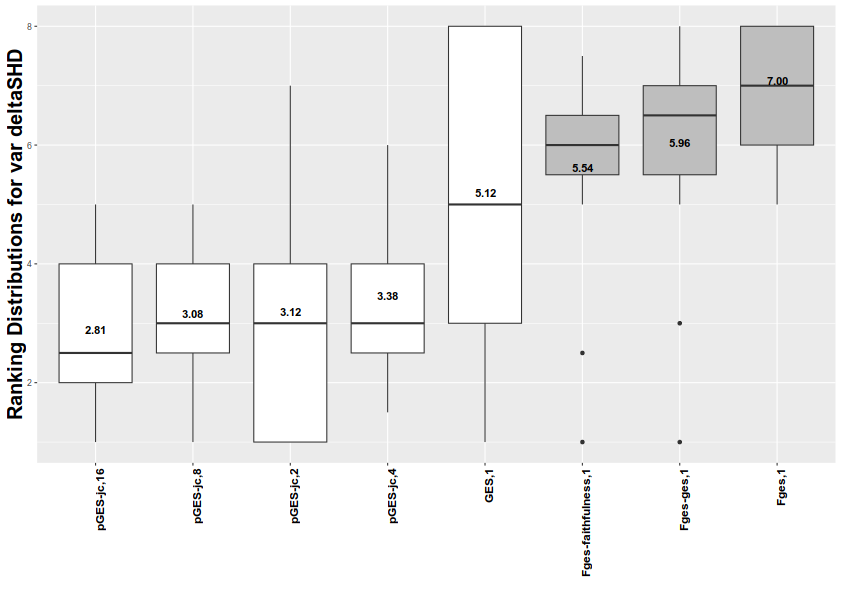 Ranking Distributions for var deltaSHD
8
6
4
2
2.81
3.08
3.12
3.38
5.12
5.54
5.96
7.00
pGES-jc,16
pGES-jc,8
pGES-jc,2
pGES-jc,4
GES,1
Fges-faithfulness,1
Fges-ges,1
Fges,1